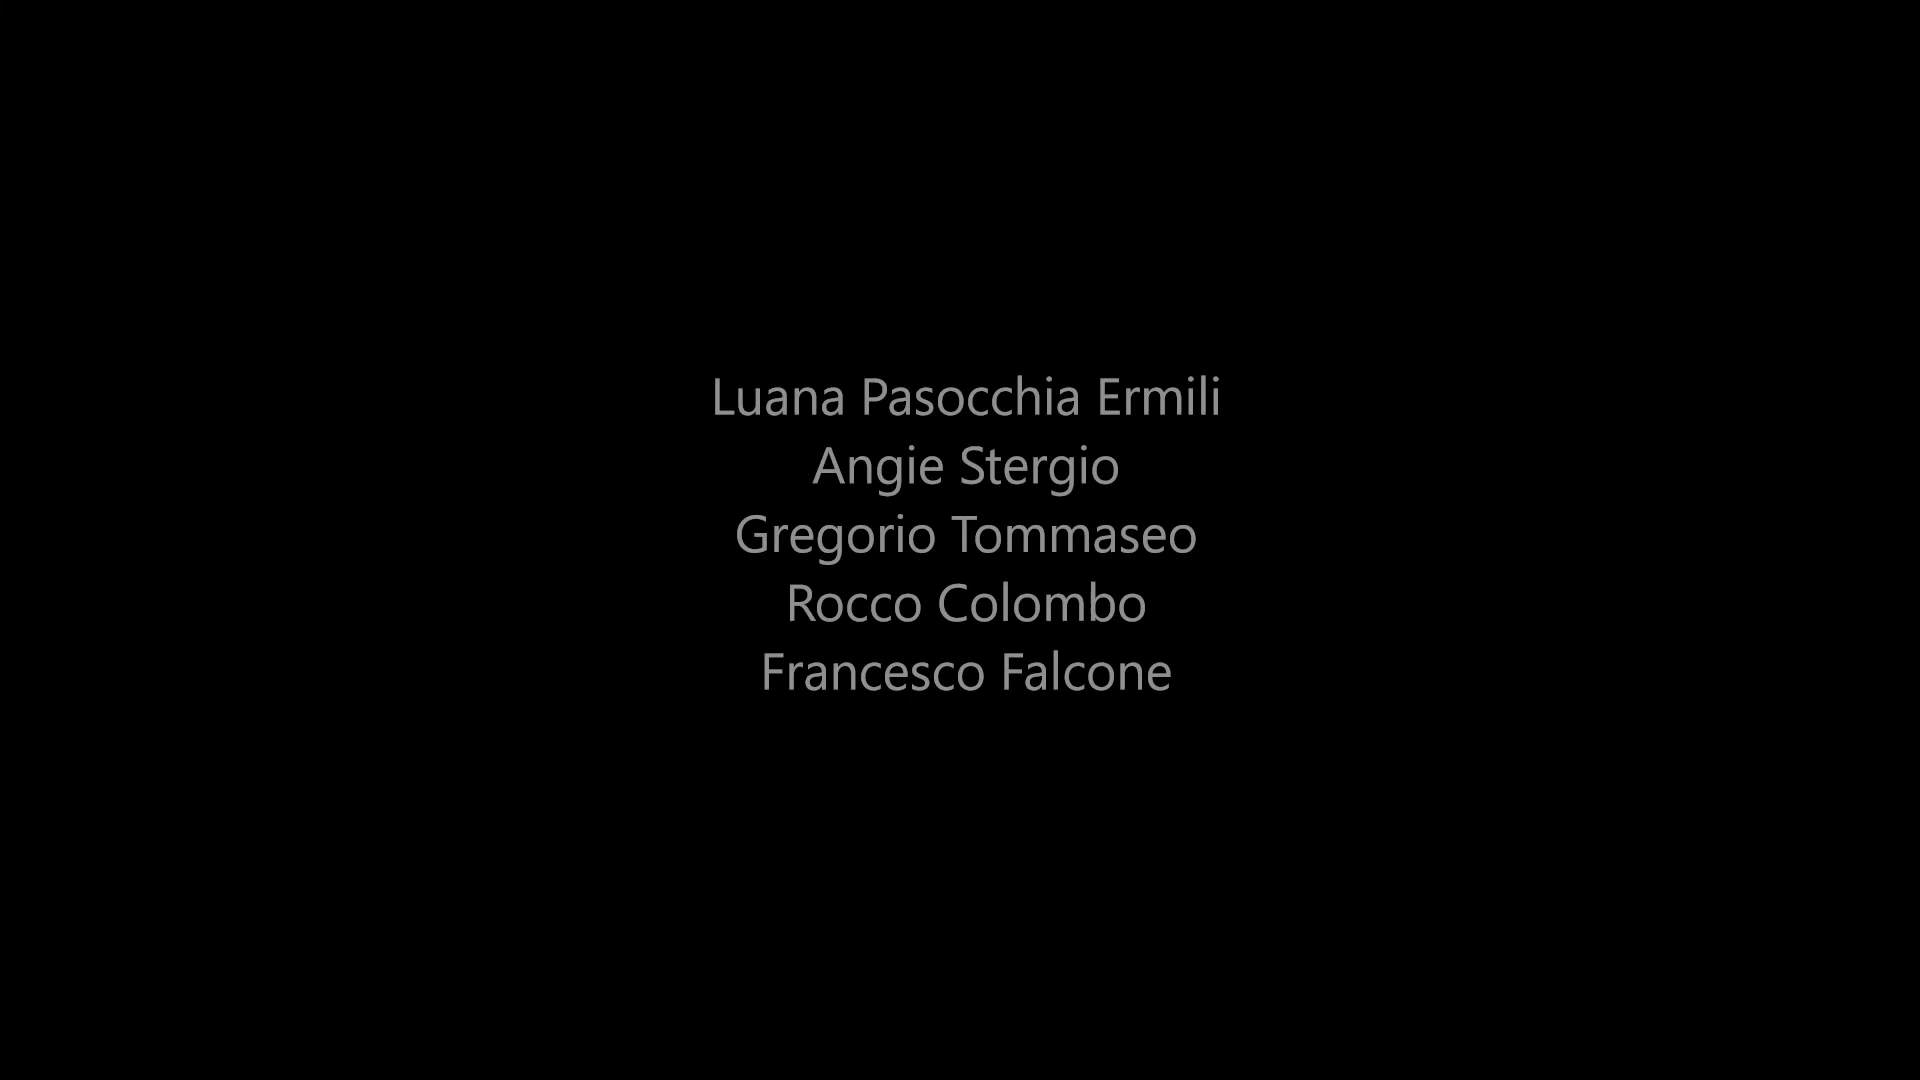 Luana Pasocchia Ermili
Angie Stergio
Gregorio Tommaseo
Rocco Colombo
Francesco Falcone